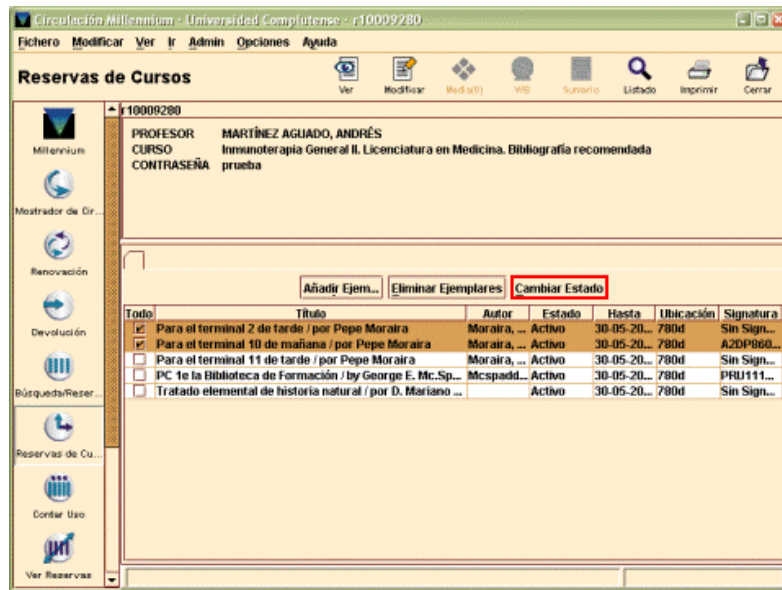 Circulación Millennium - Universidad Complutense - r10009280
Fichero Modificar Ver Ir Admin Opciones Ayuda
Reservas de Cursos
Ver Modificar Media(0) WB Sumario Listado Imprimir Cerrar
r10009280
PROFESOR MARTÍNEZ AGUADO, ANDRÉS
CURSO Inmunoterapia General II. Licenciatura en Medicina. Bibliografía recomendada
CONTRASEÑA prueba
Millennium
Mostrador de Cir...
Renovación
Devolución
Búsqueda/Reser...
Reservas de Cu...
Contar Uso
Ver Reservas
Añadir Ejem... Eliminar Ejemplares Cambiar Estado
Todo Título Autor Estado Hasta Ubicación Signatura
Para el terminal 2 de tarde / por Pepe Moraira Moraira, ... Activo 30-05-20... 780d Sin Sign...
Para el terminal 10 de mañana / por Pepe Moraira Moraira, ... Activo 30-05-20... 780d A2DP860...
Para el terminal 11 de tarde / por Pepe Moraira Moraira, ... Activo 30-05-20... 780d Sin Sign...
PC 1e la Biblioteca de Formación / by George E. Mc.Sp... Mcspadd... Activo 30-05-20... 780d PRU111...
Tratado elemental de historia natural / por D. Mariano ... Activo 30-05-20... 780d Sin Sign...